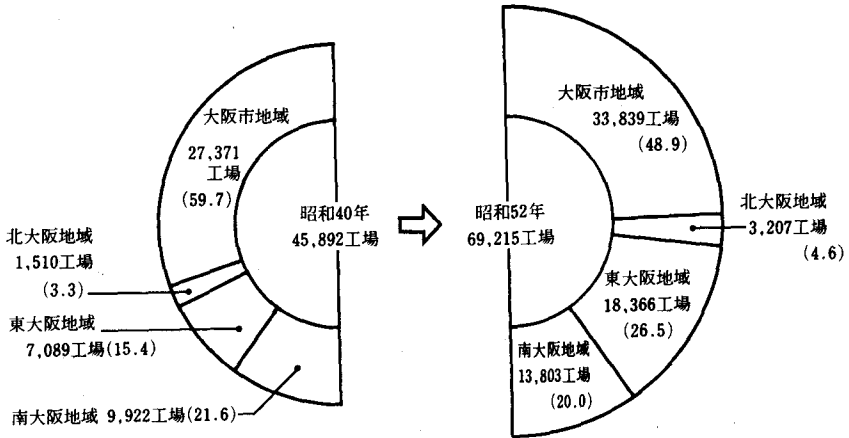 大阪市地域
27,371
工場
(59.7)
北大阪地域
1,510工場
(3.3)
東大阪地域
7,089工場(15.4)
南大阪地域 9,922工場(21.6)
昭和40年
45,892工場
昭和52年
69,215工場
大阪市地域
33,839工場
(48.9)
北大阪地域
3,207工場
(4.6)
東大阪地域
18,366工場
(26.5)
南大阪地域
13,803工場
(20.0)